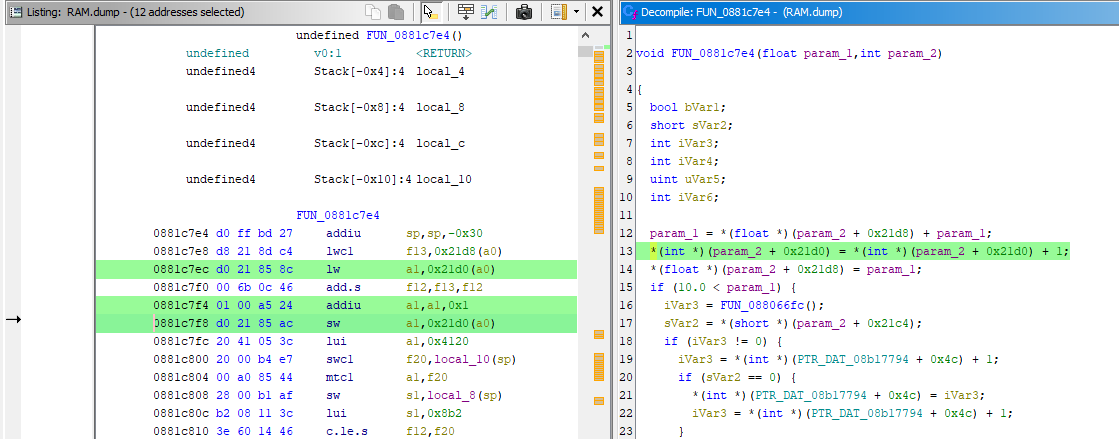 Listing: RAM.dump - (12 addresses selected)
undefined FUN_0881c7e4()
undefined v0:1 <RETURN>
undefined4 Stack[-0x4]:4 local_4
undefined4 Stack[-0x8]:4 local_8
undefined4 Stack[-0xc]:4 local_c
undefined4 Stack[-0x10]:4 local_10
FUN_0881c7e4
0881c7e4 d0 ff bd 27 addiu sp,sp,-0x30
0881c7e8 d8 21 8d c4 lwc1 f13,0x21d8(a0)
0881c7ec d0 21 85 8c lw a1,0x21d0(a0)
0881c7f0 00 6b 0c 46 add.s f12,f13,f12
0881c7f4 01 00 a5 24 addiu a1,a1,0x1
0881c7f8 d0 21 85 ac sw a1,0x21d0(a0)
0881c7fc 20 41 05 3c lui a1,0x4120
0881c800 20 00 b4 e7 swc1 f20,local_10(sp)
0881c804 00 a0 85 44 mtc1 a1,f20
0881c808 28 00 b1 af sw s1,local_8(sp)
0881c80c b2 08 11 3c lui s1,0x8b2
0881c810 3e 60 14 46 c.le.s f12,f20
Decompile: FUN_0881c7e4 - (RAM.dump)
1
2 void FUN_0881c7e4(float param_1,int param_2)
3
4 {
5 bool bVar1;
6 short sVar2;
7 int iVar3;
8 int iVar4;
9 uint uVar5;
10 int iVar6;
11
12 param_1 = *(float *)(param_2 + 0x21d8) + param_1;
13 *(int *)(param_2 + 0x21d0) = *(int *)(param_2 + 0x21d0) + 1;
14 *(float *)(param_2 + 0x21d8) = param_1;
15 if (10.0 < param_1) {
16 iVar3 = FUN_088066fc();
17 sVar2 = *(short *)(param_2 + 0x21c4);
18 if (iVar3 != 0) {
19 iVar3 = *(int *)(PTR_DAT_08b17794 + 0x4c) + 1;
20 if (sVar2 == 0) {
21 *(int *)(PTR_DAT_08b17794 + 0x4c) = iVar3;
22 iVar3 = *(int *)(PTR_DAT_08b17794 + 0x4c) + 1;
23 }